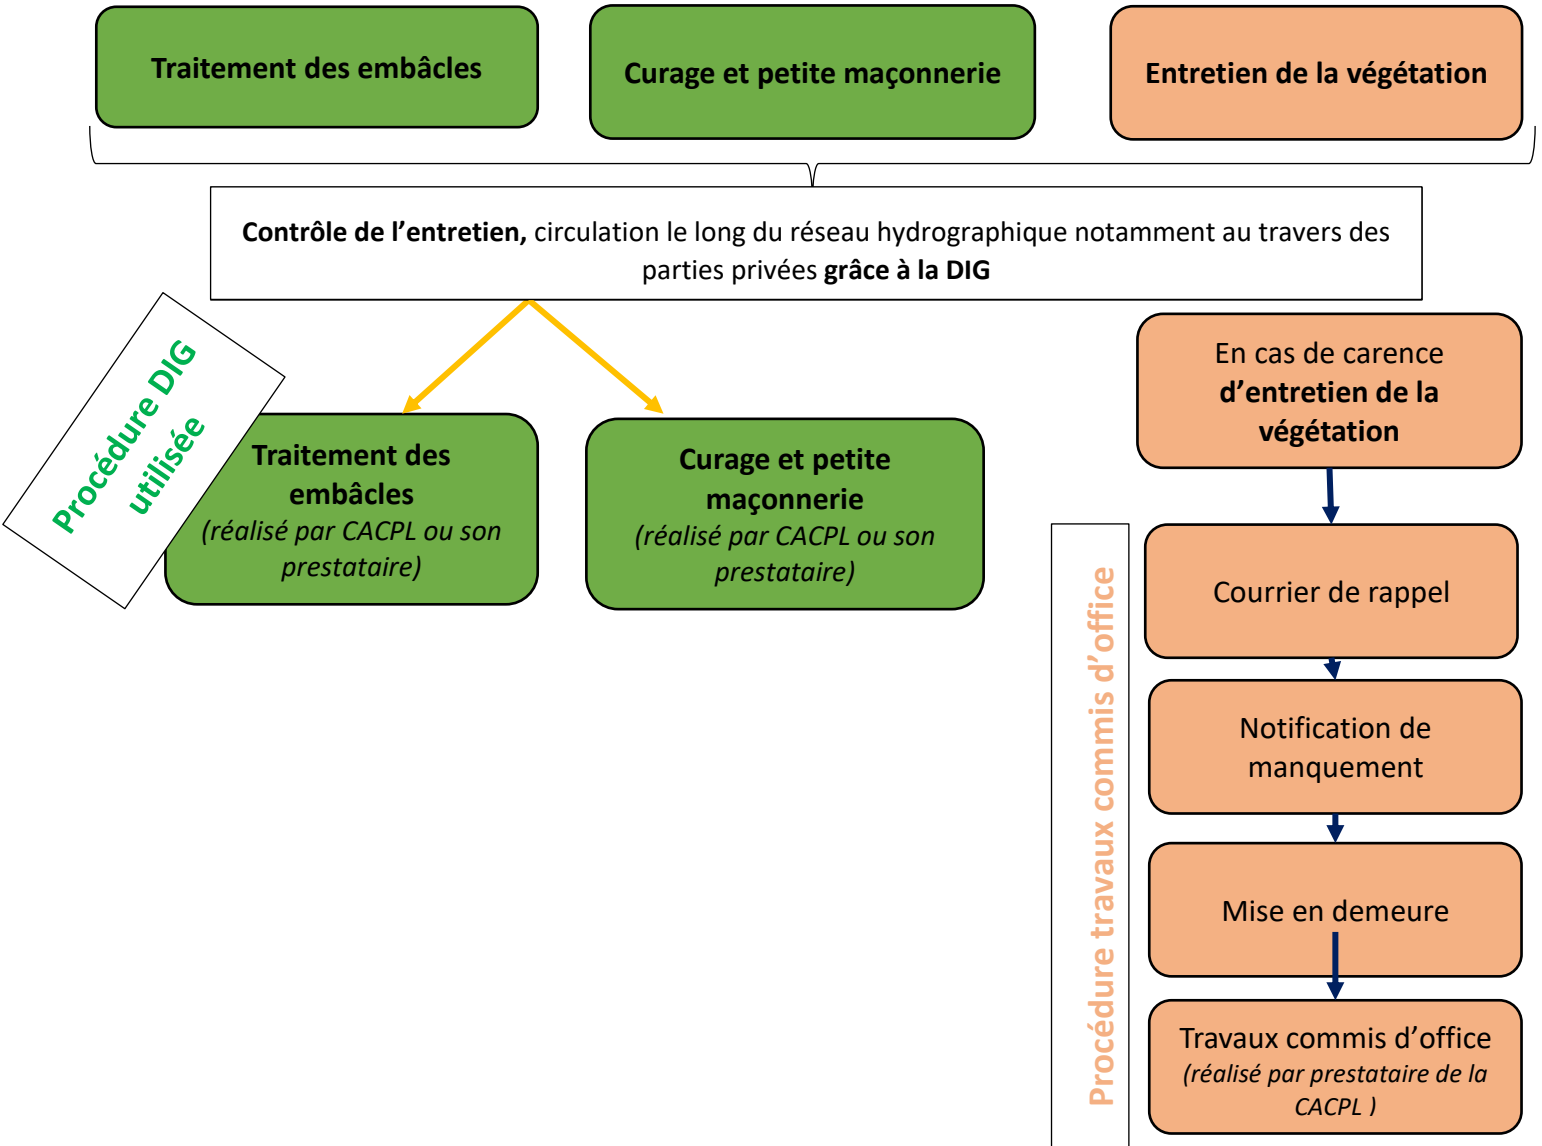 Traitement des embâcles
Curage et petite maçonnerie
Entretien de la végétation
Contrôle de l’entretien, circulation le long du réseau hydrographique notamment au travers des
parties privées grâce à la DIG
Procédure DIG
utilisée
Traitement des
embâcles
(réalisé par CACPL ou son
prestataire)
Curage et petite
maçonnerie
(réalisé par CACPL ou son
prestataire)
En cas de carence
d’entretien de la
végétation
Procédure travaux commis d’office
Courrier de rappel
Notification de
manquement
Mise en demeure
Travaux commis d’office
(réalisé par prestataire de la
CACPL )